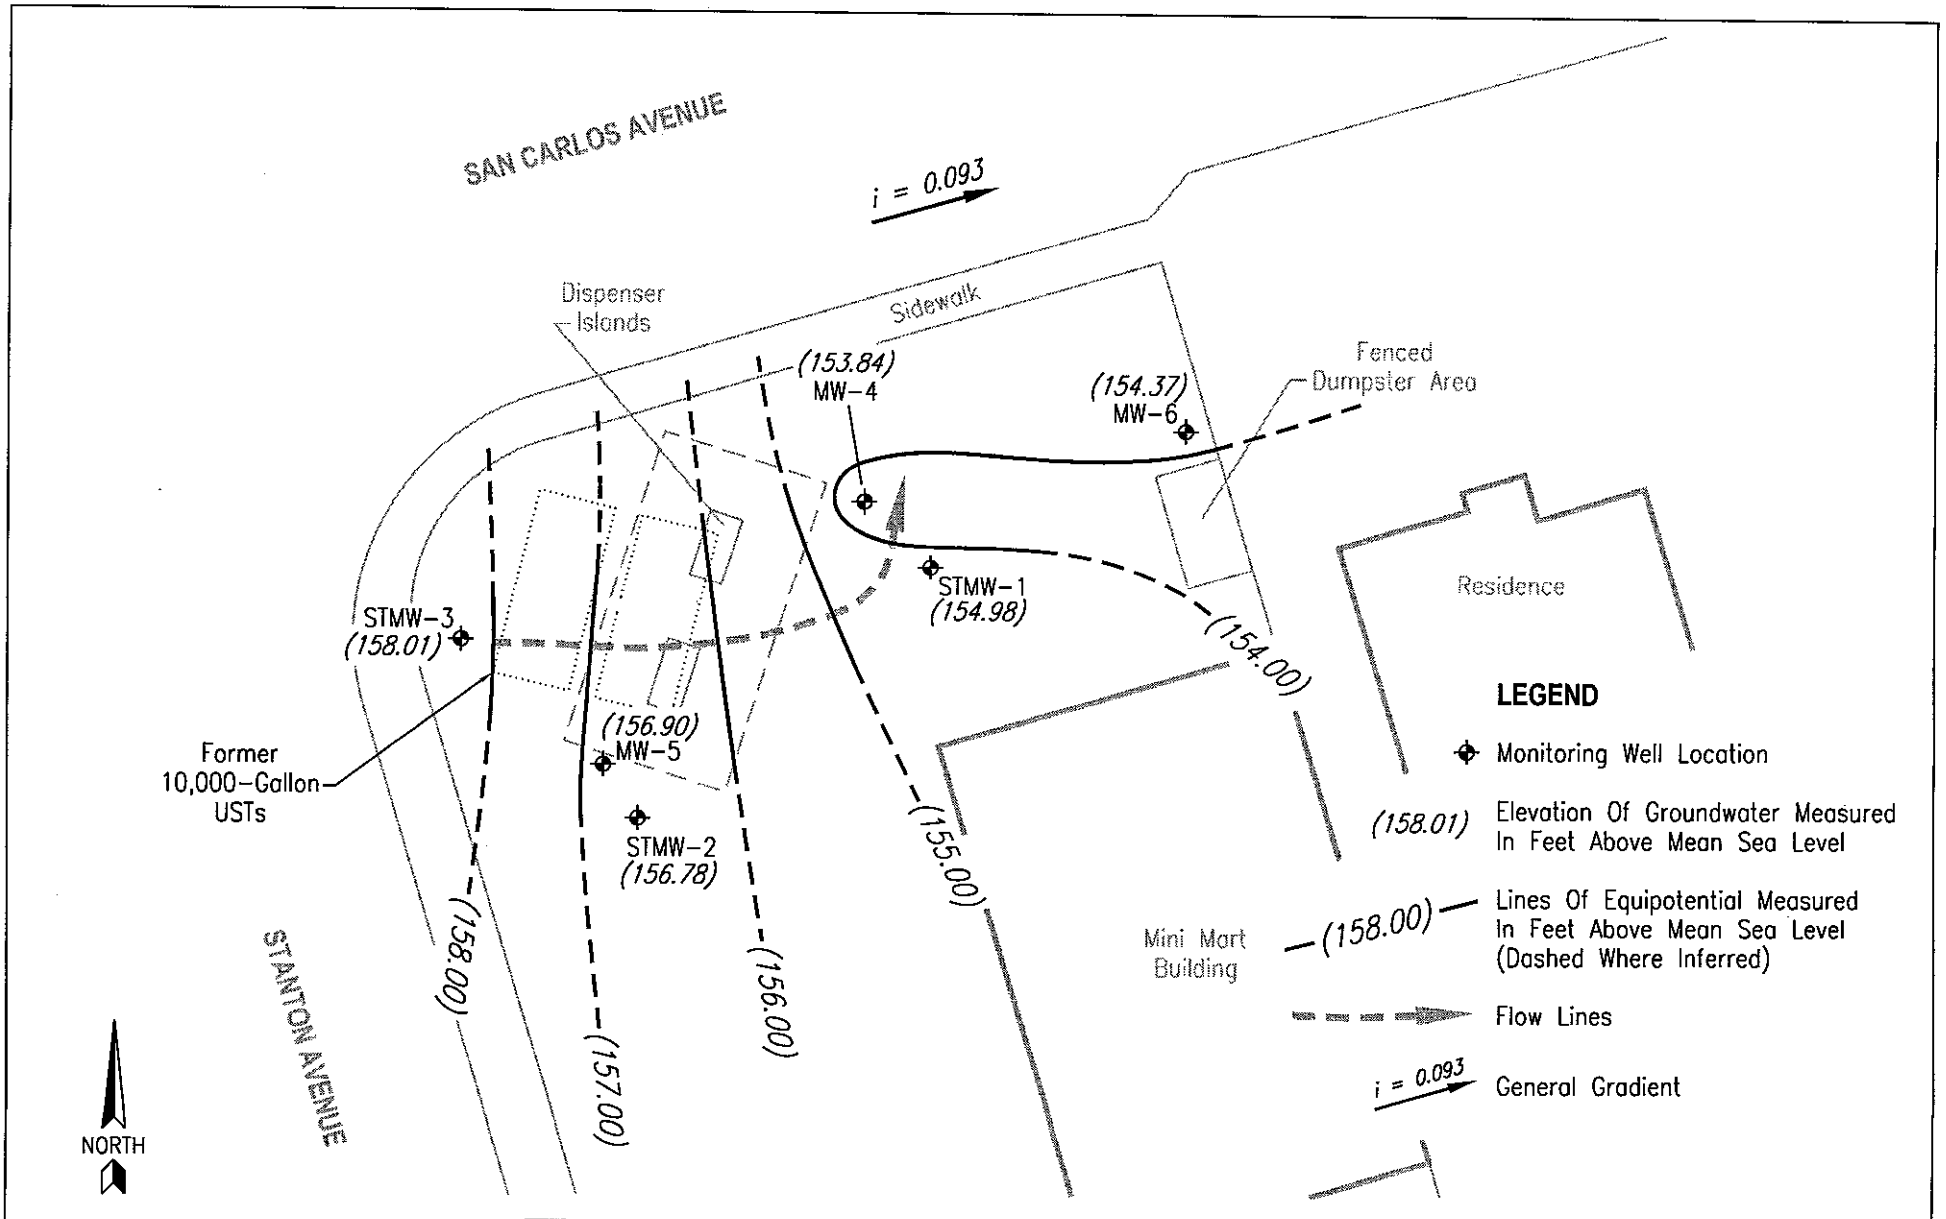 SAN CARLOS AVENUE
i = 0.093
Dispenser
Islands
Sidewalk
(153.84)
MW-4
(154.37)
MW-6
Fenced
Dumpster Area
STMW-3
(158.01)
STMW-1
(154.98)
Residence
(154.00)
(156.90)
MW-5
Former
10,000-Gallon
USTs
STMW-2
(156.78)
(155.00)
(158.00)
(156.00)
(157.00)
STANTON AVENUE
Mini Mart
Building
NORTH
LEGEND
Monitoring Well Location
(158.01)
Elevation Of Groundwater Measured
In Feet Above Mean Sea Level
(158.00)
Lines Of Equipotential Measured
In Feet Above Mean Sea Level
(Dashed Where Inferred)
Flow Lines
i = 0.093
General Gradient